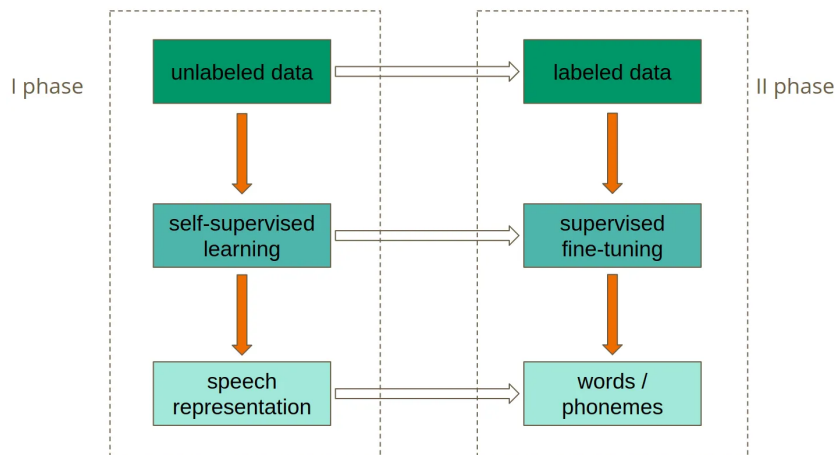 unlabeled data
labeled data
I phase
II phase
self-supervised
learning
supervised
fine-tuning
speech
representation
words /
phonemes